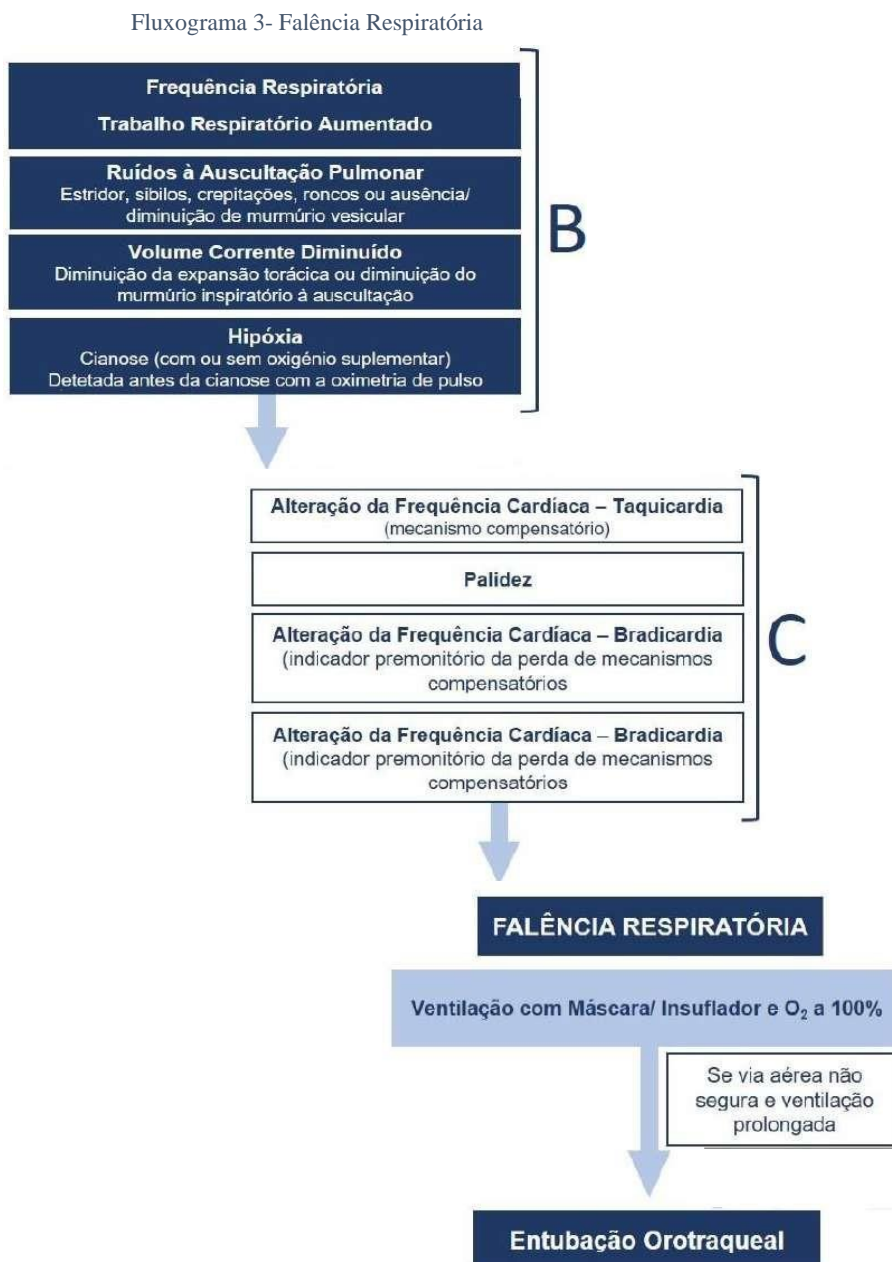 Fluxograma 3- Falência Respiratória
Frequência Respiratória
Trabalho Respiratório Aumentado
Ruídos à Auscultação Pulmonar
Estridor, síbilos, crepitações, roncos ou ausência/
diminuição de murmúrio vesicular
Volume Corrente Diminuído
Diminuição da expansão torácica ou diminuição do
murmúrio inspiratório à auscultação
Hipóxia
Cianose (com ou sem oxigénio suplementar)
Detetada antes da cianose com a oximetria de pulso
B
Alteração da Frequência Cardíaca – Taquicardia
(mecanismo compensatório)
Palidez
Alteração da Frequência Cardíaca – Bradicardia
(indicador premonitório da perda de mecanismos
compensatórios
Alteração da Frequência Cardíaca – Bradicardia
(indicador premonitório da perda de mecanismos
compensatórios
C
FALÊNCIA RESPIRATÓRIA
Ventilação com Máscara/ Insuflador e O₂ a 100%
Se via aérea não
segura e ventilação
prolongada
Entubação Orotraqueal